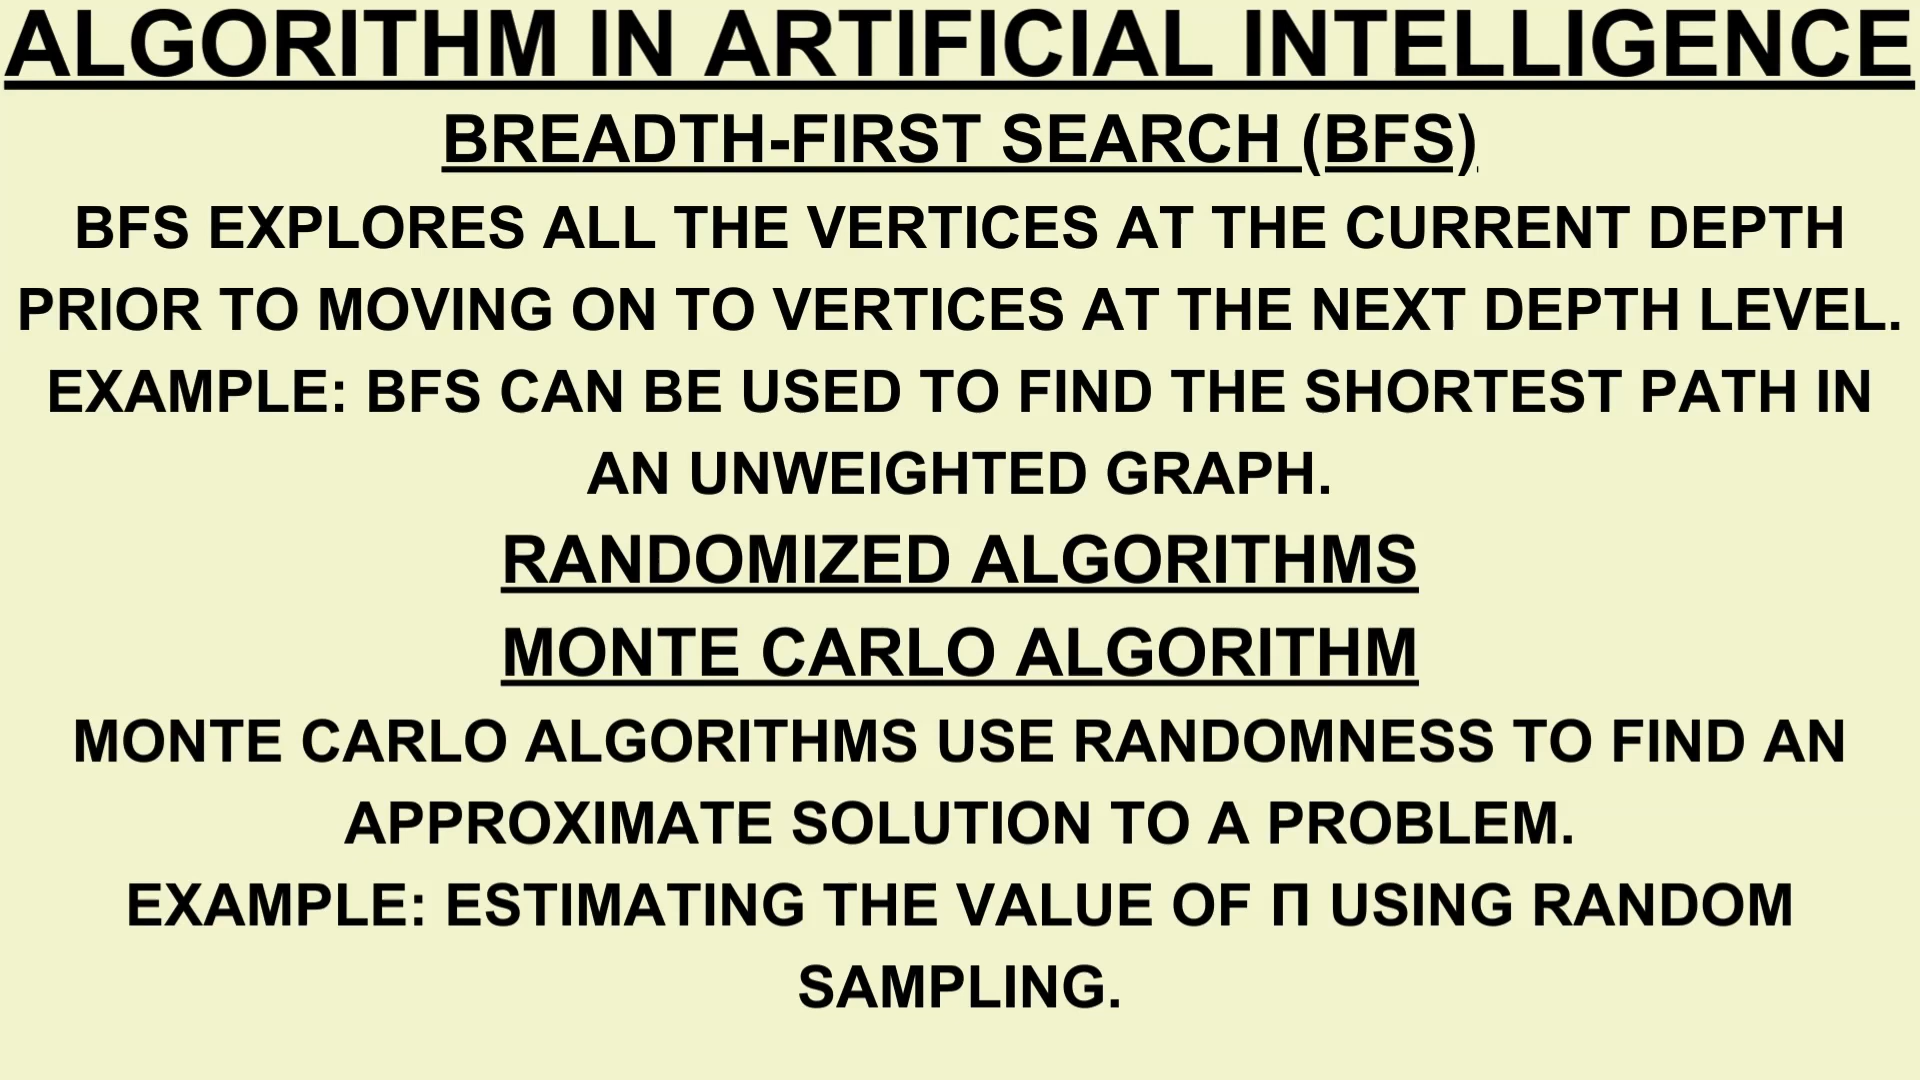 ALGORITHM IN ARTIFICIAL INTELLIGENCE
BREADTH-FIRST SEARCH (BFS)
BFS EXPLORES ALL THE VERTICES AT THE CURRENT DEPTH
PRIOR TO MOVING ON TO VERTICES AT THE NEXT DEPTH LEVEL.
EXAMPLE: BFS CAN BE USED TO FIND THE SHORTEST PATH IN
AN UNWEIGHTED GRAPH.
RANDOMIZED ALGORITHMS
MONTE CARLO ALGORITHM
MONTE CARLO ALGORITHMS USE RANDOMNESS TO FIND AN
APPROXIMATE SOLUTION TO A PROBLEM.
EXAMPLE: ESTIMATING THE VALUE OF Π USING RANDOM
SAMPLING.